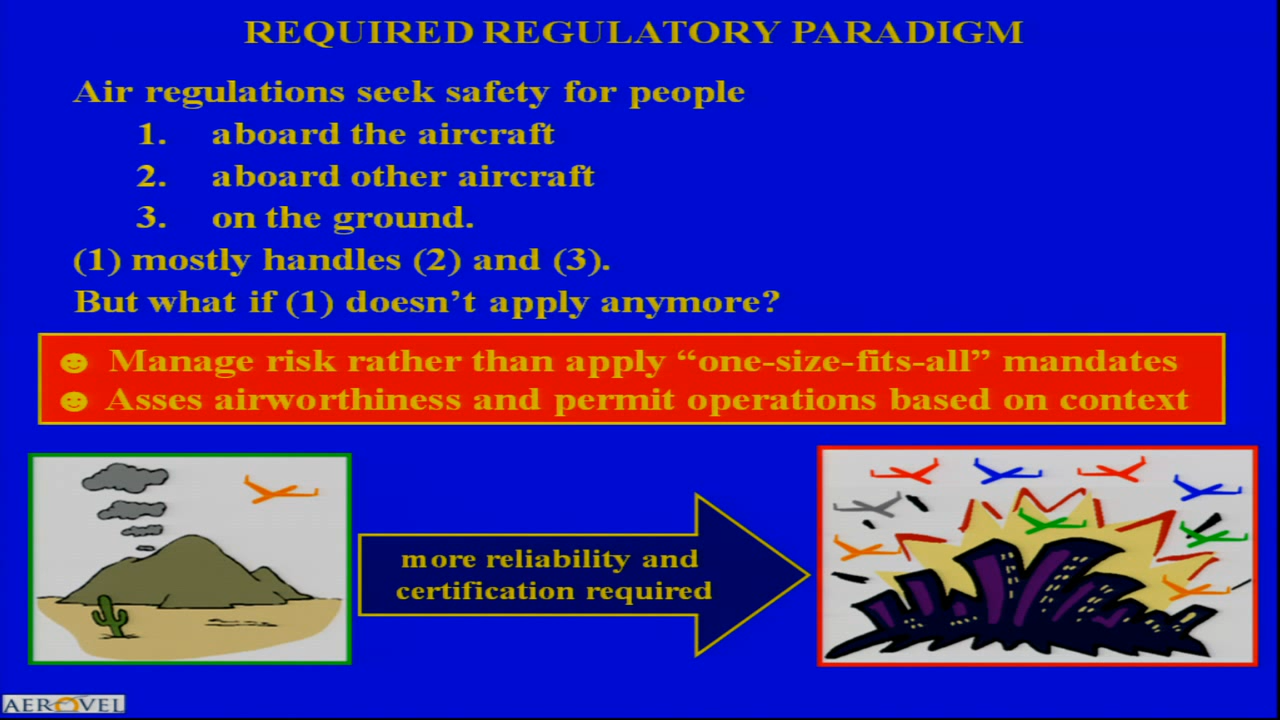 REQUIRED REGULATORY PARADIGM
Air regulations seek safety for people
1. aboard the aircraft
2. aboard other aircraft
3. on the ground.
(1) mostly handles (2) and (3).
But what if (1) doesn’t apply anymore?
☻ Manage risk rather than apply “one-size-fits-all” mandates
☻ Asses airworthiness and permit operations based on context
more reliability and
certification required
AEROVEL